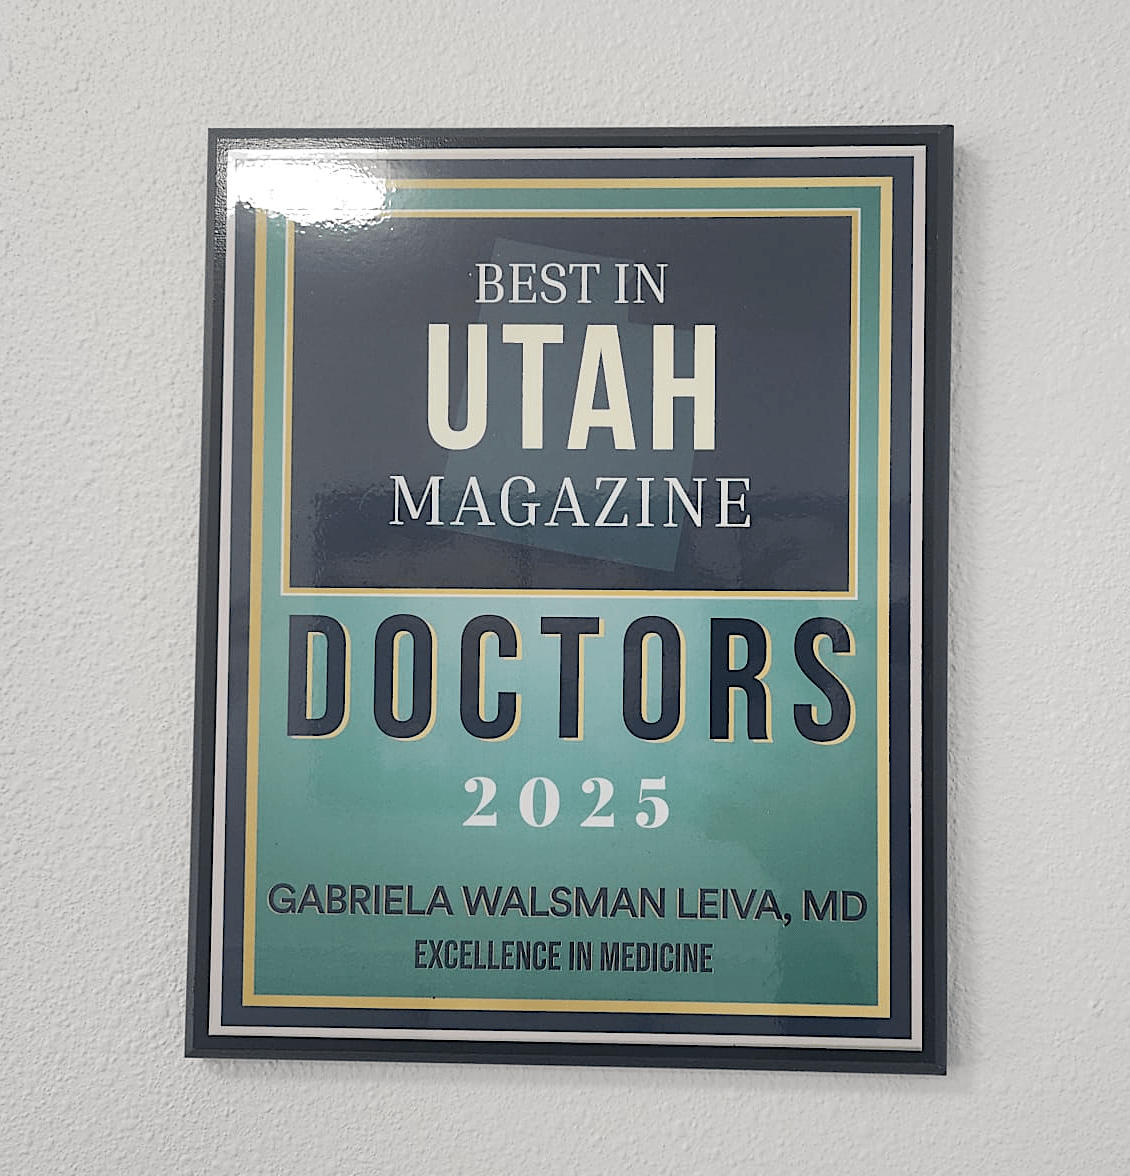 BEST IN
UTAH
MAGAZINE
DOCTORS
2025
GABRIELA WALSMAN LEIVA, MD
EXCELLENCE IN MEDICINE